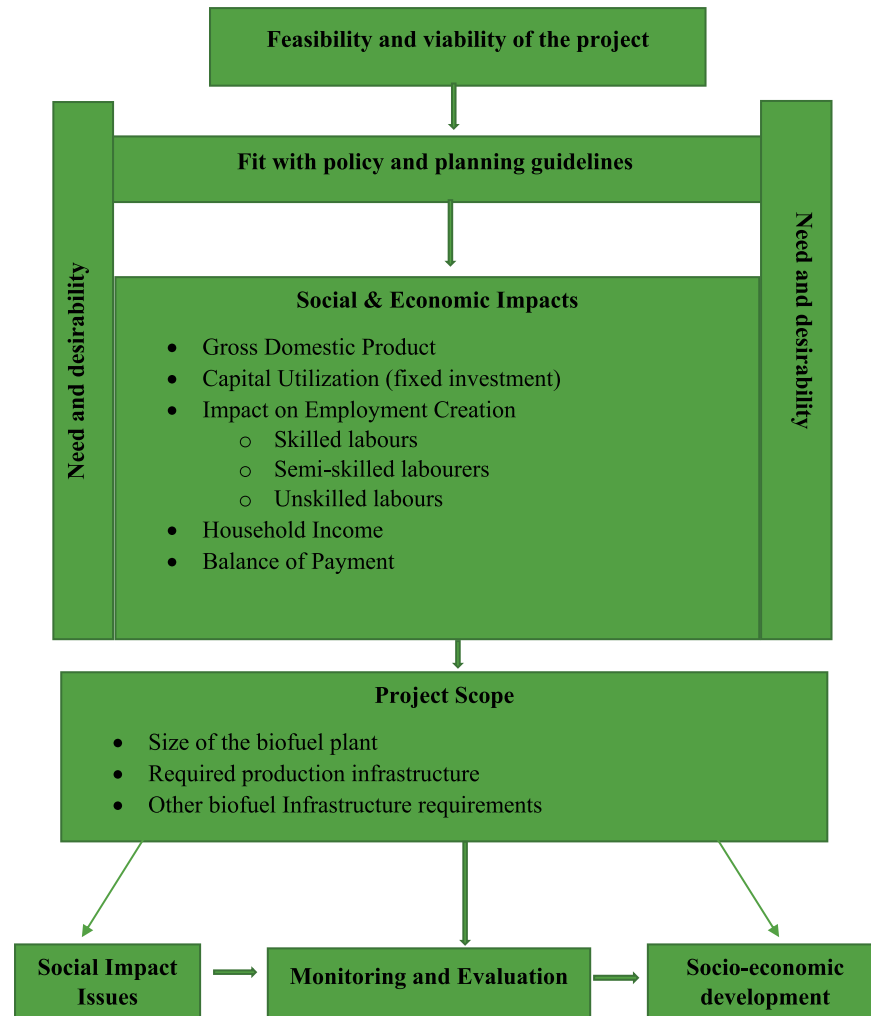 Feasibility and viability of the project
Fit with policy and planning guidelines
Need and desirability
Need and desirability
Social & Economic Impacts
• Gross Domestic Product
• Capital Utilization (fixed investment)
• Impact on Employment Creation
o Skilled labours
o Semi-skilled labourers
o Unskilled labours
• Household Income
• Balance of Payment
Project Scope
• Size of the biofuel plant
• Required production infrastructure
• Other biofuel Infrastructure requirements
Social Impact
Issues
Monitoring and Evaluation
Socio-economic
development